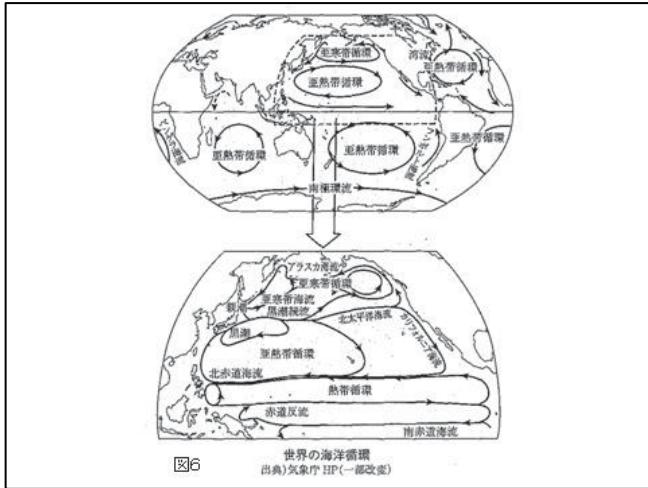 亜寒帯循環
湾流
亜熱帯循環
亜熱帯循環
亜熱帯循環
亜熱帯循環
亜熱帯循環
南極環流
アラスカ海流
亜寒帯循環
亜寒帯海流
親潮
黒潮続流
北太平洋海流
カリフォルニア海流
黒潮
亜熱帯循環
北赤道海流
熱帯循環
赤道反流
南赤道海流
世界の海洋循環
図6
出典)気象庁HP(一部改変)